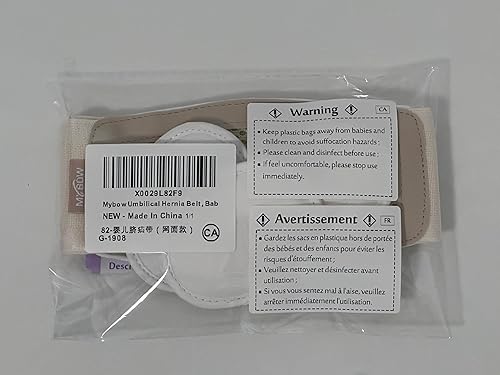 Warning
CA
• Keep plastic bags away from babies and
children to avoid suffocation hazards ;
• Please clean and disinfect before use ;
• If feel uncomfortable, please stop use
immediately.
MYBOW
X0029L82F9
Mybow Umbilical Hernia Belt, Bab
NEW - Made In China 1/1
82-婴儿脐疝带（网面款）
G-1908
CA
Descr
Avertissement
FR
• Gardez les sacs en plastique hors de portée
des bébés et des enfants pour éviter les
risques d'étouffement ;
• Veuillez nettoyer et désinfecter avant
utilisation ;
• Si vous vous sentez mal à l'aise, veuillez
arrêter immédiatement l'utilisation.